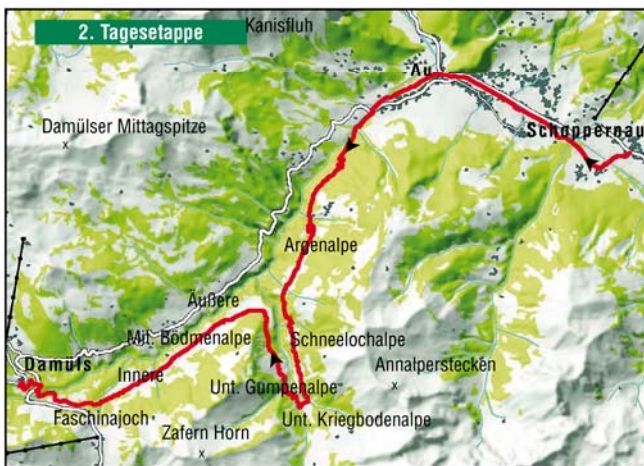 2. Tagesetappe
Kanisfluh
Au
Damülser Mittagspitze
Schoppernau
Argenalpe
Äußere
Mit. Bödmenalpe
Schneelochalpe
Damüls
Innere
Annalperstecken
Unt. Gumpenalpe
Faschinajoch
Unt. Kriegbodenalpe
Zafern Horn